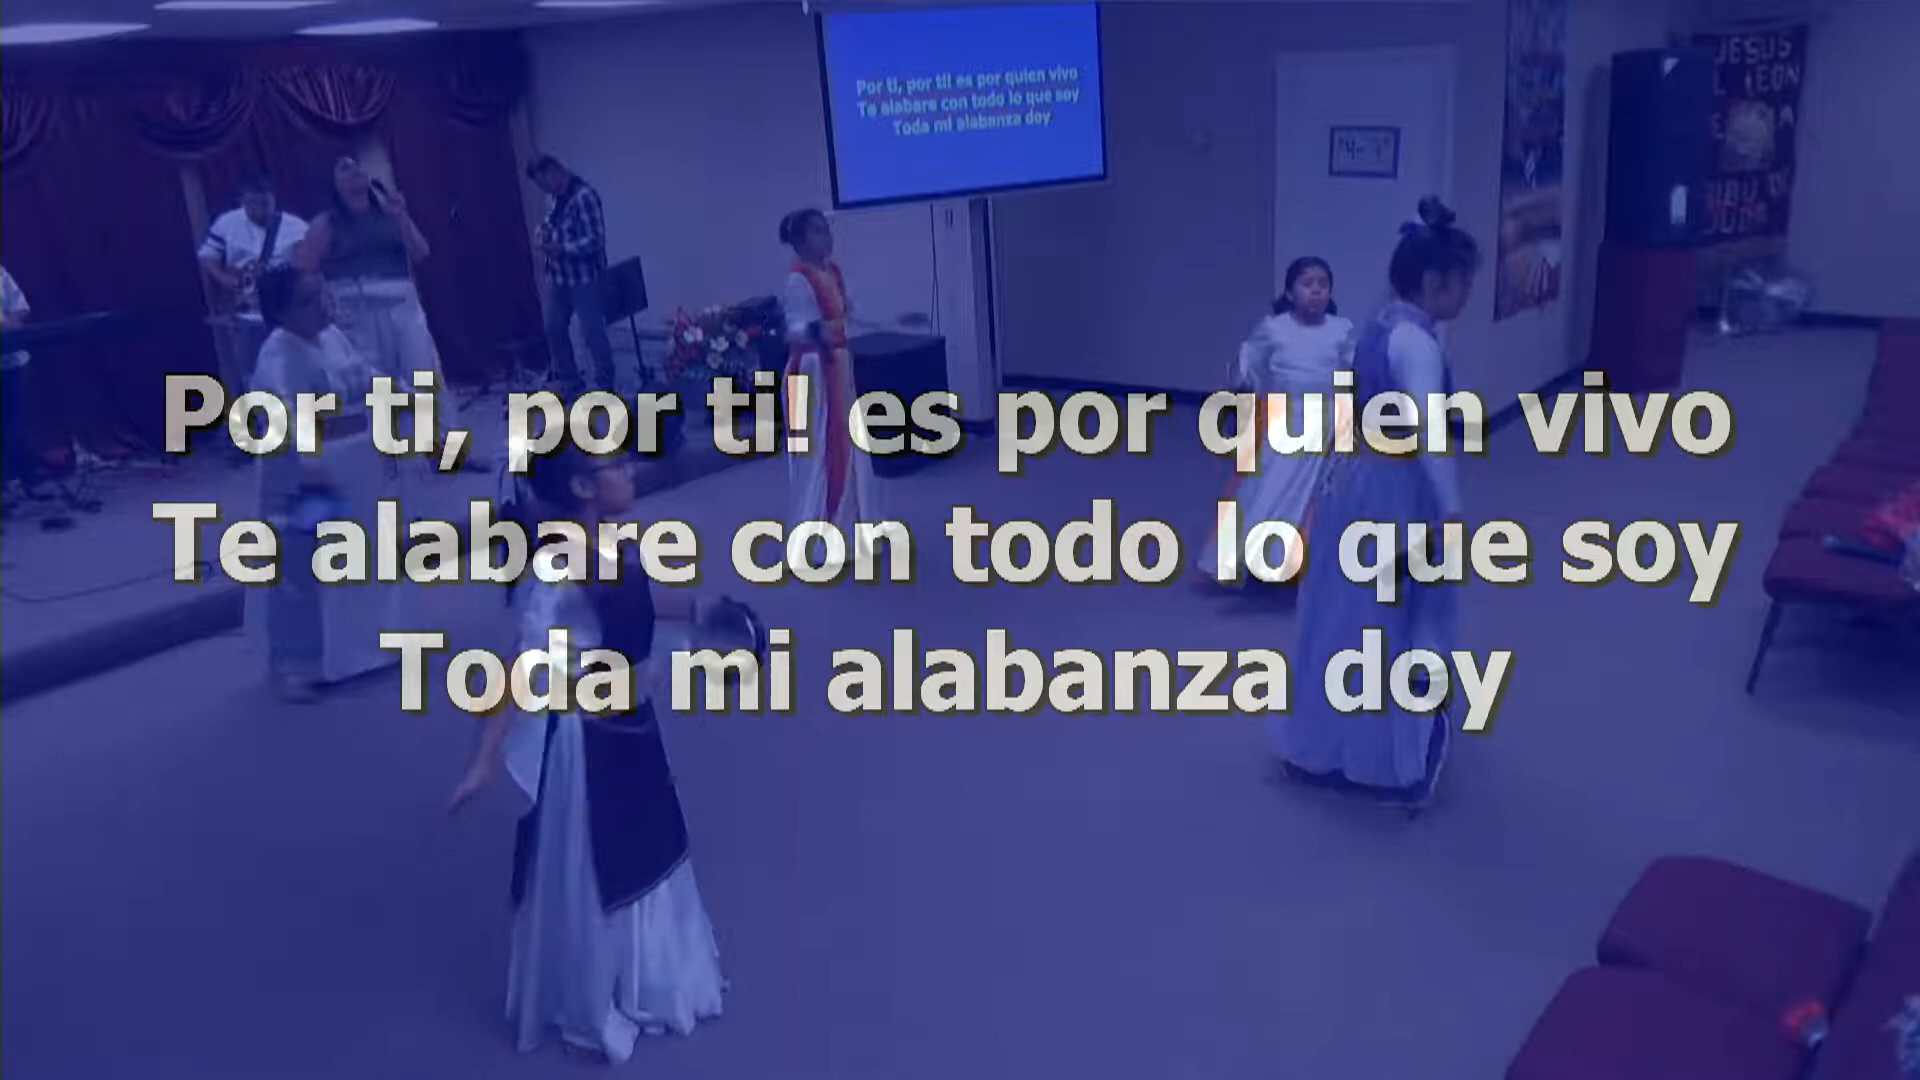 Por ti, por ti! es por quien vivo
Te alabare con todo lo que soy
Toda mi alabanza doy
Por ti, por ti! es por quien vivo
Te alabare con todo lo que soy
Toda mi alabanza doy
JESUS